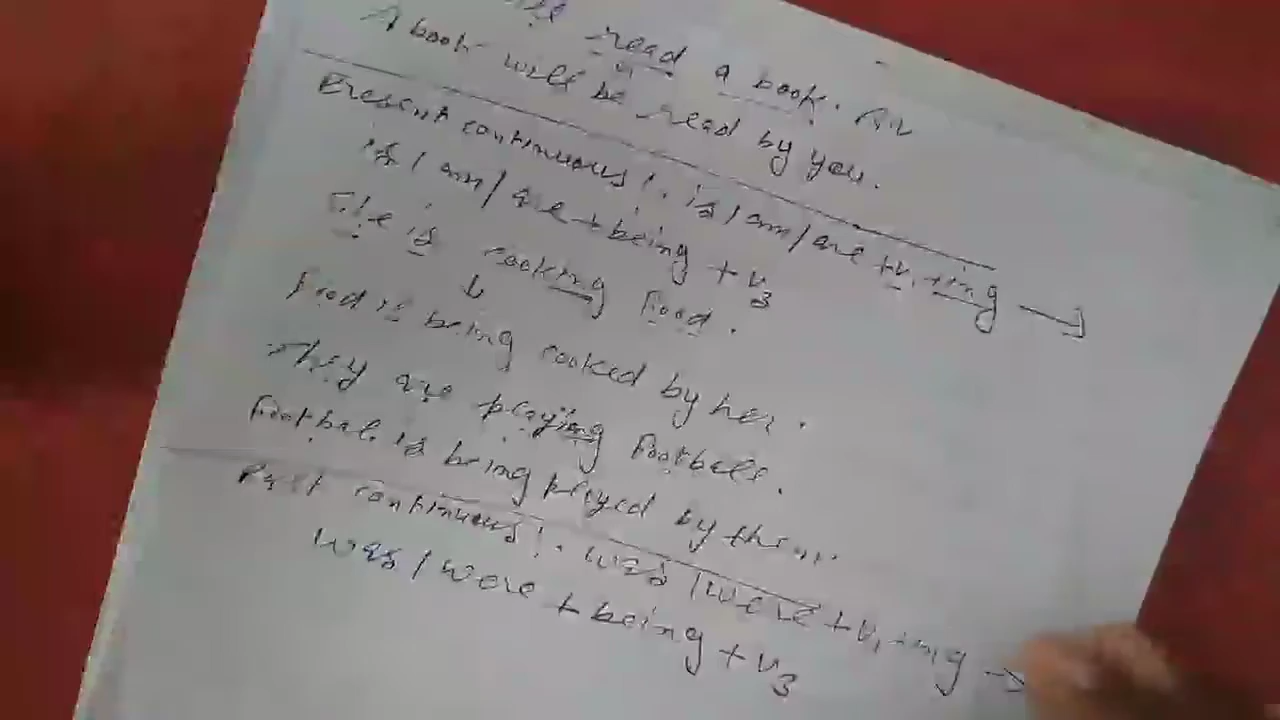 read a book.
A book will be read by you.
Present continuous :- is / am / are + V1 + ing →
is / am / are + being + V3
She is cooking food.
↓
Food is being cooked by her.
They are playing football.
Football is being played by them.
Past continuous :- was / were + V1 + ing →
was / were + being + V3